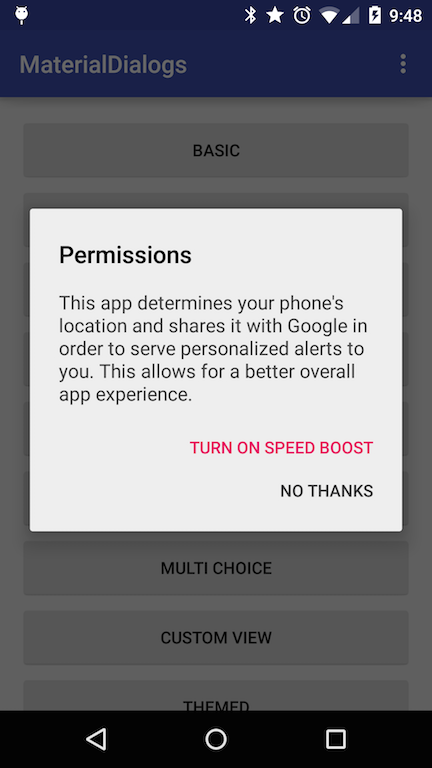 9:48
MaterialDialogs
BASIC
Permissions
This app determines your phone's
location and shares it with Google in
order to serve personalized alerts to
you. This allows for a better overall
app experience.
TURN ON SPEED BOOST
NO THANKS
MULTI CHOICE
CUSTOM VIEW
THEMED